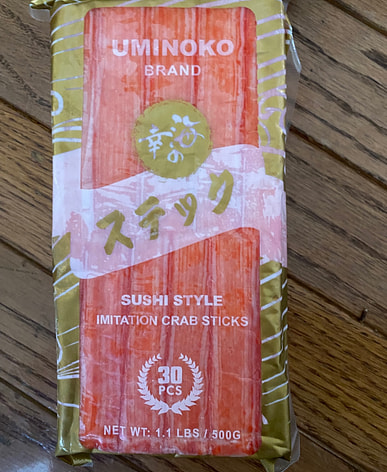 UMINOKO
BRAND
海の幸
スティック
SUSHI STYLE
IMITATION CRAB STICKS
30
PCS
NET WT: 1.1 LBS / 500G